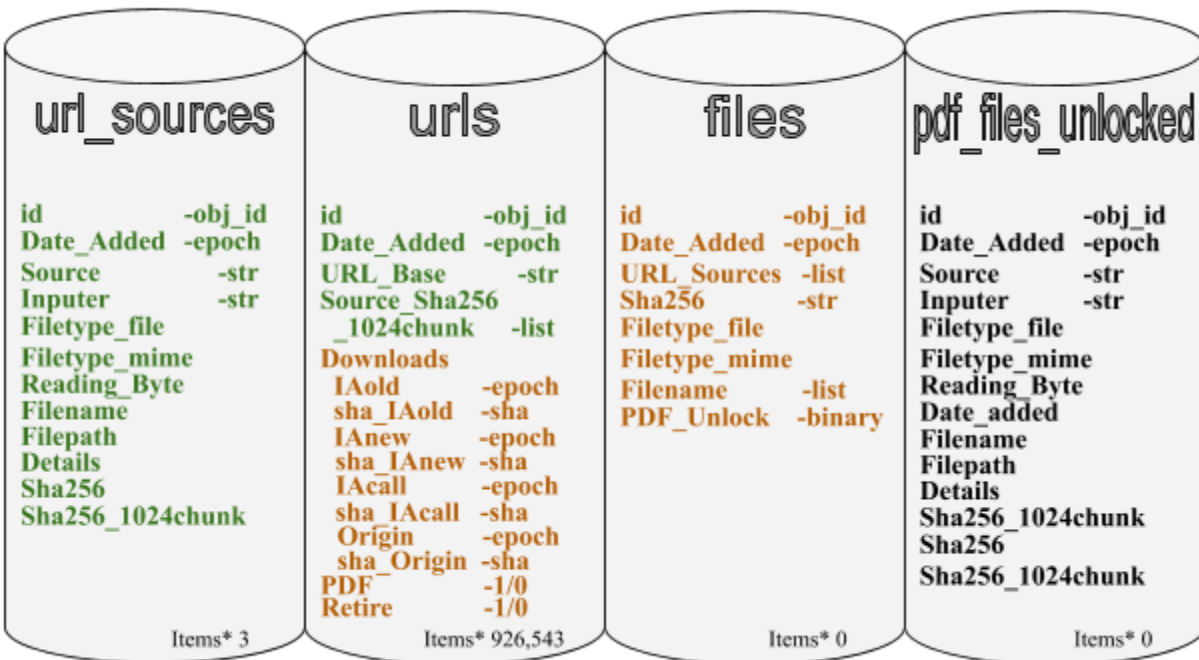 url_sources
id -obj_id
Date_Added -epoch
Source -str
Inputer -str
Filetype_file
Filetype_mime
Reading_Byte
Filename
Filepath
Details
Sha256
Sha256_1024chunk
Items* 3
urls
id -obj_id
Date_Added -epoch
URL_Base -str
Source_Sha256
_1024chunk -list
Downloads
IAold -epoch
sha_IAold -sha
IAnew -epoch
sha_IAnew -sha
IAcall -epoch
sha_IAcall -sha
Origin -epoch
sha_Origin -sha
PDF -1/0
Retire -1/0
Items* 926,543
files
id -obj_id
Date_Added -epoch
URL_Sources -list
Sha256 -str
Filetype_file
Filetype_mime
Filename -list
PDF_Unlock -binary
Items* 0
pdf_files_unlocked
id -obj_id
Date_Added -epoch
Source -str
Inputer -str
Filetype_file
Filetype_mime
Reading_Byte
Date_added
Filename
Filepath
Details
Sha256_1024chunk
Sha256
Sha256_1024chunk
Items* 0